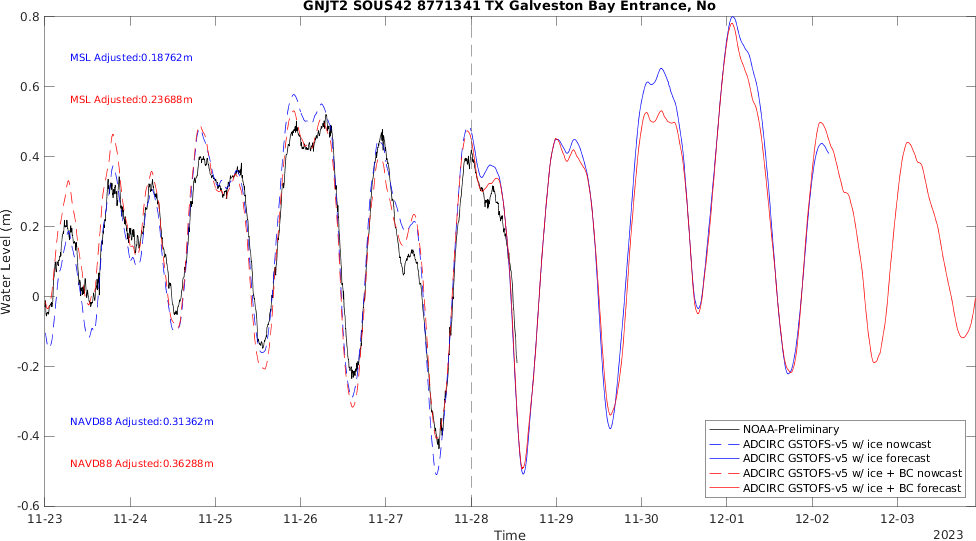 GNJT2 SOUS42 8771341 TX Galveston Bay Entrance, No
MSL Adjusted:0.18762m
MSL Adjusted:0.23688m
NAVD88 Adjusted:0.31362m
NAVD88 Adjusted:0.36288m
Water Level (m)
0.8
0.6
0.4
0.2
0
-0.2
-0.4
-0.6
NOAA-Preliminary
ADCIRC GSTOFS-v5 w/ ice nowcast
ADCIRC GSTOFS-v5 w/ ice forecast
ADCIRC GSTOFS-v5 w/ ice + BC nowcast
ADCIRC GSTOFS-v5 w/ ice + BC forecast
11-23 11-24 11-25 11-26 11-27 11-28 11-29 11-30 12-01 12-02 12-03
Time
2023